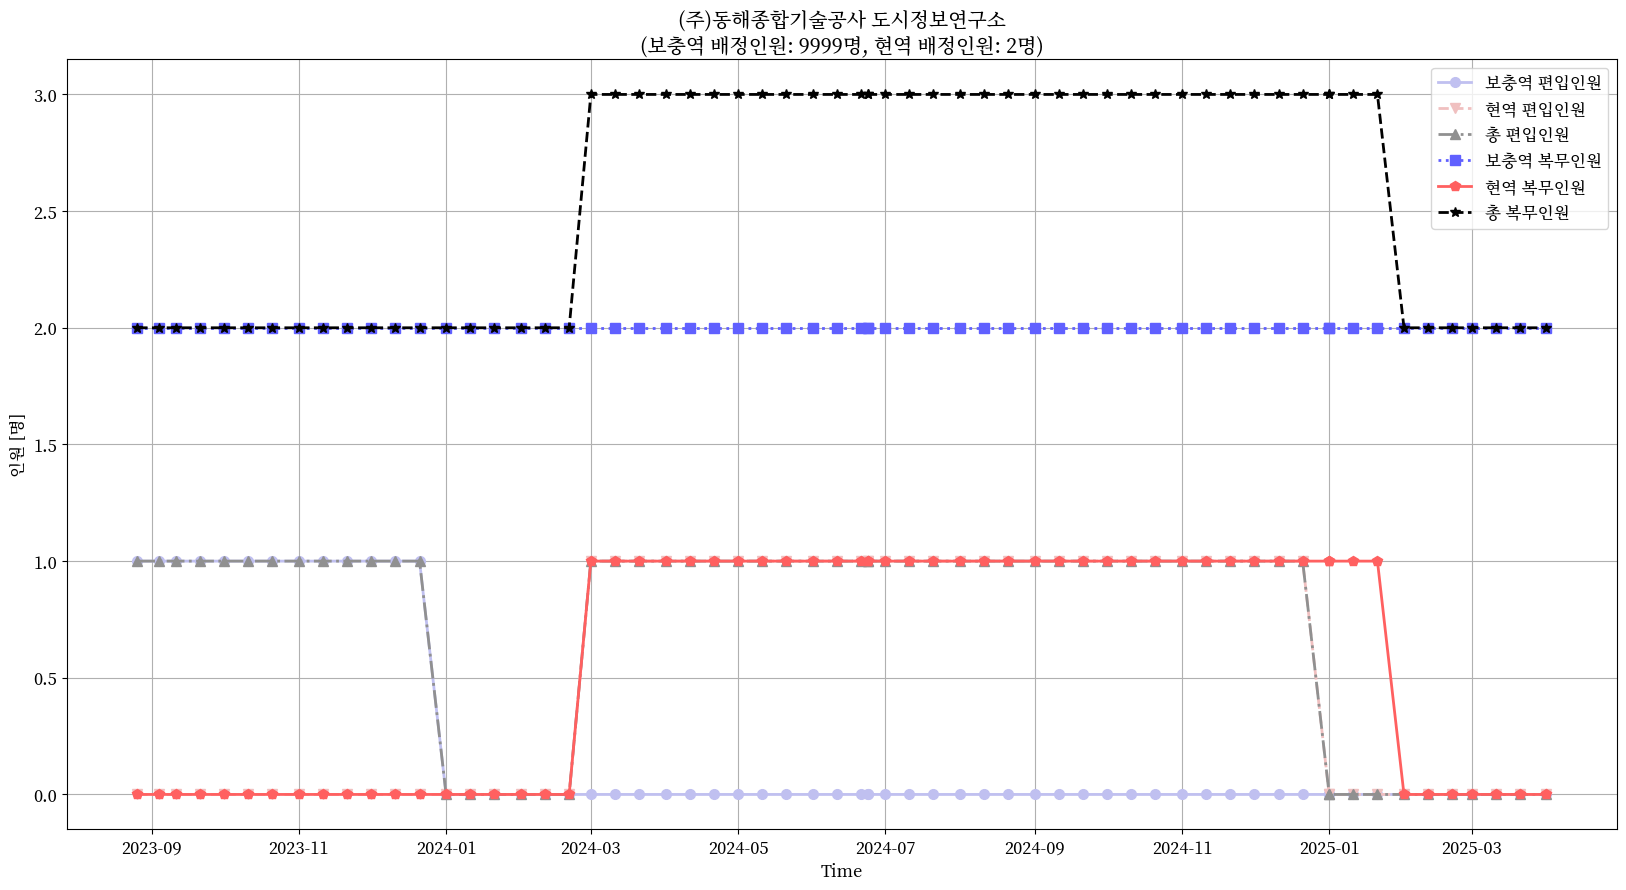 (주)동해종합기술공사 도시정보연구소
(보충역 배정인원: 9999명, 현역 배정인원: 2명)
보충역 편입인원
현역 편입인원
총 편입인원
보충역 복무인원
현역 복무인원
총 복무인원
인원 [명]
3.0
2.5
2.0
1.5
1.0
0.5
0.0
2023-09 2023-11 2024-01 2024-03 2024-05 2024-07 2024-09 2024-11 2025-01 2025-03
Time